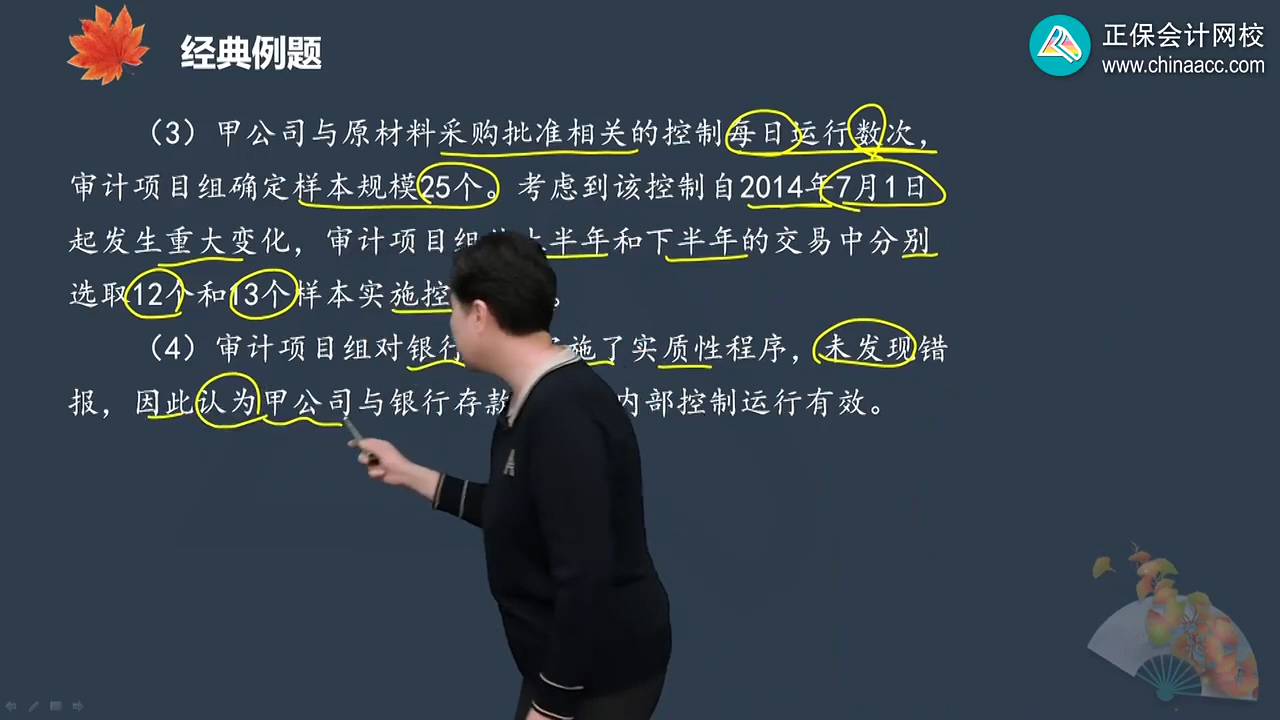 经典例题
正保会计网校
www.chinaacc.com
（3）甲公司与原材料采购批准相关的控制每日运行数次，
审计项目组确定样本规模25个。考虑到该控制自2014年7月1日
起发生重大变化，审计项目组 半年和下半年的交易中分别
选取12个和13个样本实施控 。
（4）审计项目组对银行 施了实质性程序，未发现错
报，因此认为甲公司与银行存款 内部控制运行有效。